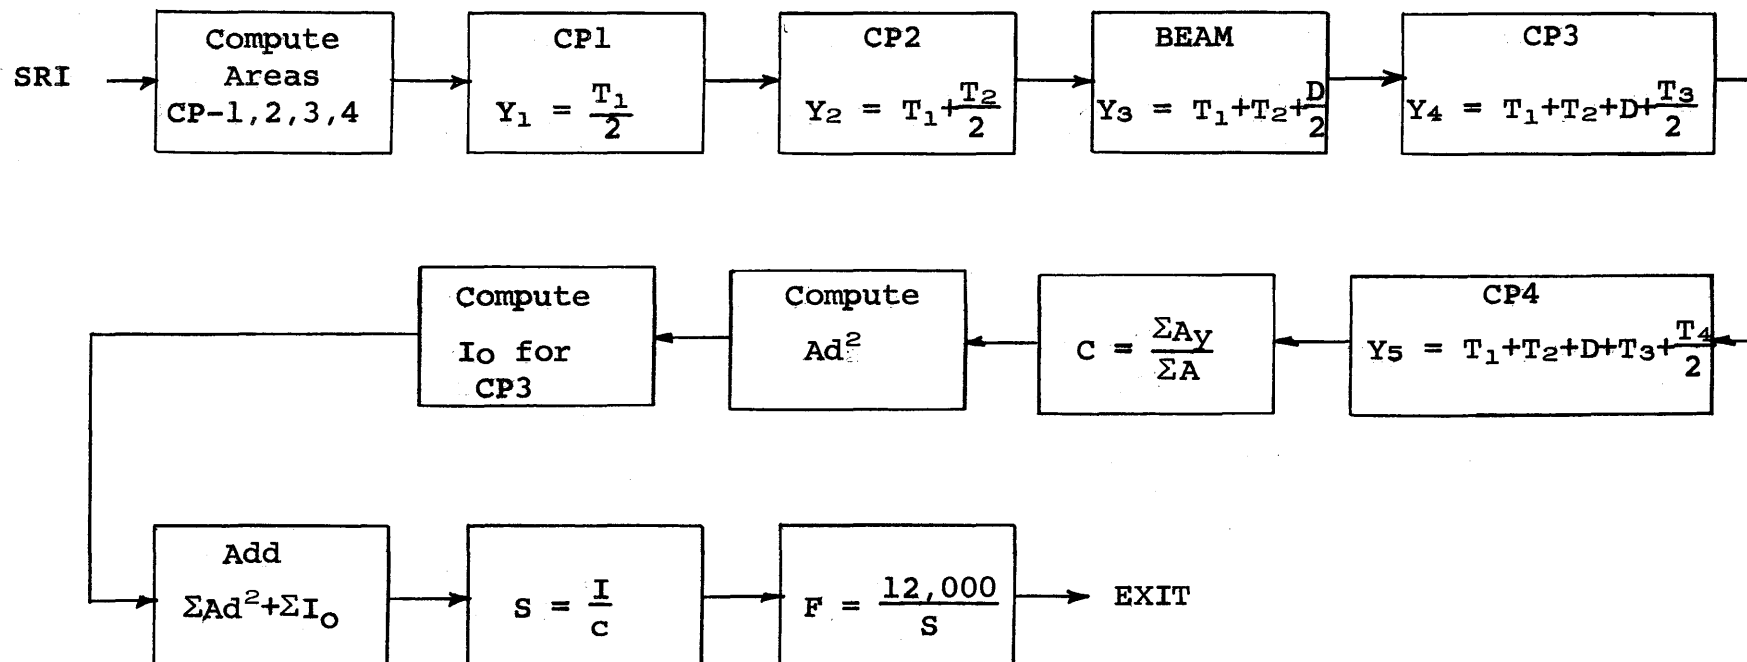 SRI
Compute
Areas
CP-1,2,3,4
CP1
Y₁ = T₁/2
CP2
Y₂ = T₁+T₂/2
BEAM
Y₃ = T₁+T₂+D/2
CP3
Y₄ = T₁+T₂+D+T₃/2
CP4
Y₅ = T₁+T₂+D+T₃+T₄/2
C = ΣAy/ΣA
Compute
Ad²
Compute
Io for
CP3
Add
ΣAd²+ΣIo
S = I/c
F = 12,000/S
EXIT